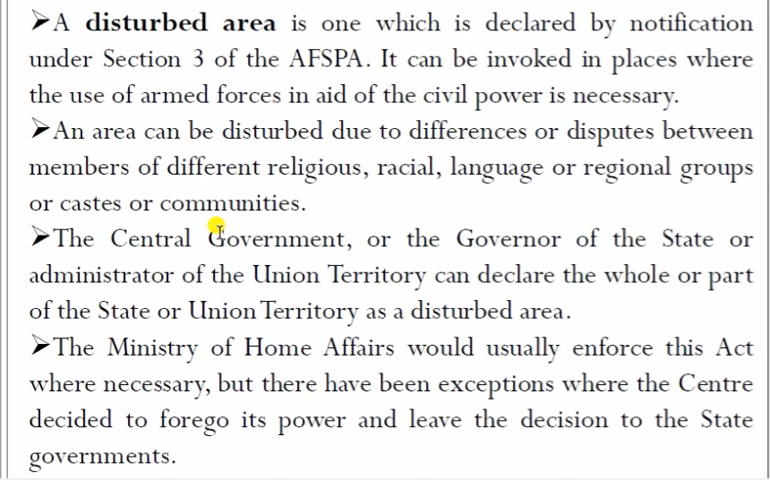 ➢A disturbed area is one which is declared by notification
under Section 3 of the AFSPA. It can be invoked in places where
the use of armed forces in aid of the civil power is necessary.
➢An area can be disturbed due to differences or disputes between
members of different religious, racial, language or regional groups
or castes or communities.
➢The Central Government, or the Governor of the State or
administrator of the Union Territory can declare the whole or part
of the State or Union Territory as a disturbed area.
➢The Ministry of Home Affairs would usually enforce this Act
where necessary, but there have been exceptions where the Centre
decided to forego its power and leave the decision to the State
governments.